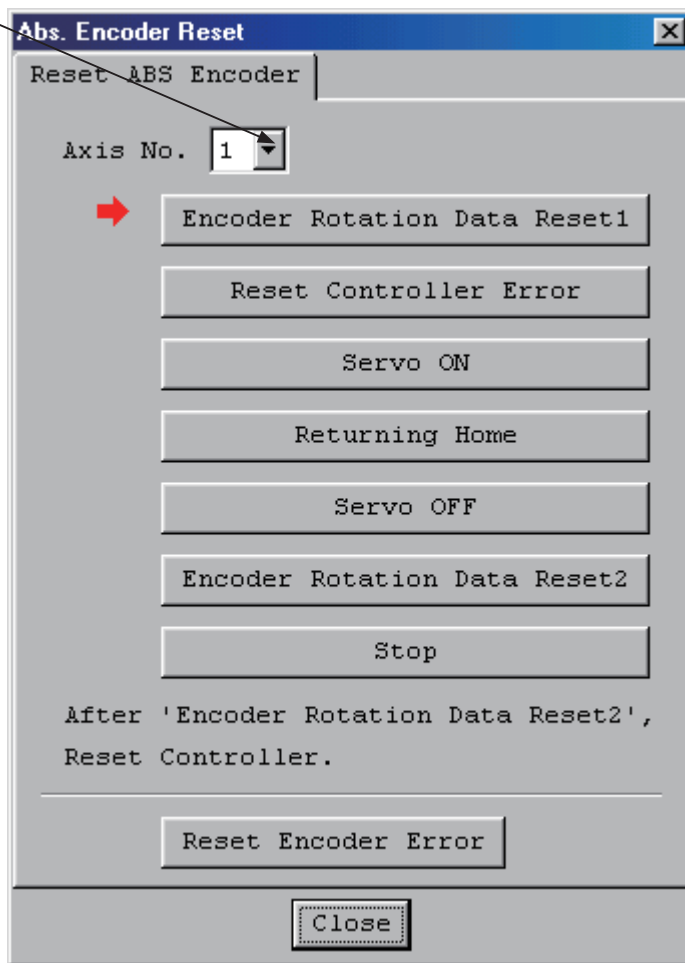 Abs. Encoder Reset
Reset ABS Encoder
Axis No. 1
Encoder Rotation Data Reset1
Reset Controller Error
Servo ON
Returning Home
Servo OFF
Encoder Rotation Data Reset2
Stop
After 'Encoder Rotation Data Reset2',
Reset Controller.
Reset Encoder Error
Close